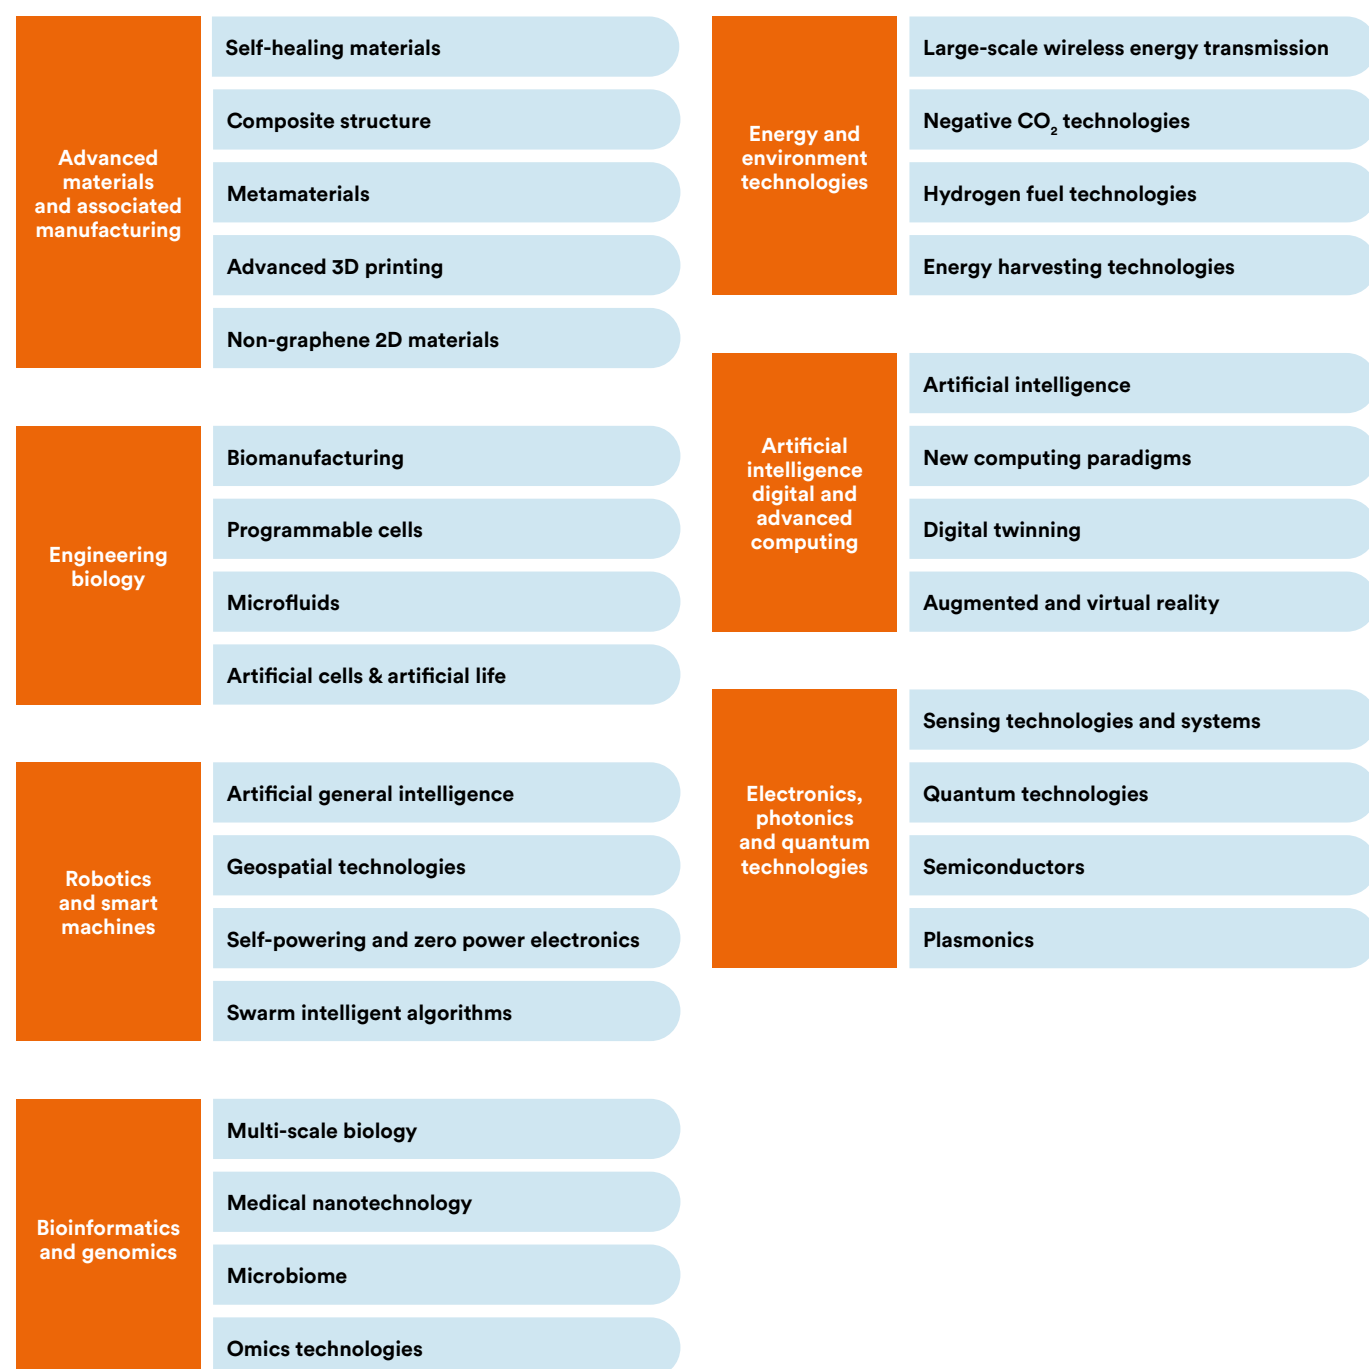 Advanced
materials
and associated
manufacturing
Self-healing materials
Composite structure
Metamaterials
Advanced 3D printing
Non-graphene 2D materials
Engineering
biology
Biomanufacturing
Programmable cells
Microfluids
Artificial cells & artificial life
Robotics
and smart
machines
Artificial general intelligence
Geospatial technologies
Self-powering and zero power electronics
Swarm intelligent algorithms
Bioinformatics
and genomics
Multi-scale biology
Medical nanotechnology
Microbiome
Omics technologies
Energy and
environment
technologies
Large-scale wireless energy transmission
Negative CO₂ technologies
Hydrogen fuel technologies
Energy harvesting technologies
Artificial
intelligence
digital and
advanced
computing
Artificial intelligence
New computing paradigms
Digital twinning
Augmented and virtual reality
Electronics,
photonics
and quantum
technologies
Sensing technologies and systems
Quantum technologies
Semiconductors
Plasmonics